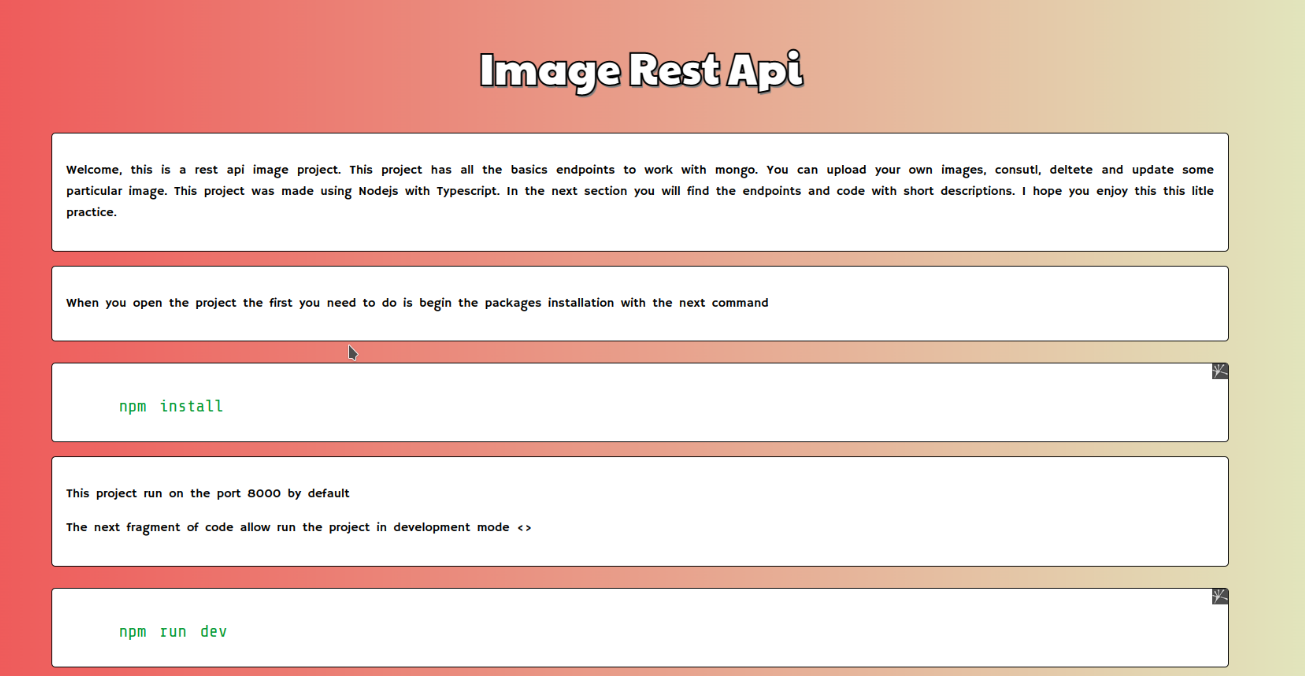 Image Rest Api
Welcome, this is a rest api image project. This project has all the basics endpoints to work with mongo. You can upload your own images, consutl, deltete and update some
particular image. This project was made using Nodejs with Typescript. In the next section you will find the endpoints and code with short descriptions. I hope you enjoy this this litle
practice.
When you open the project the first you need to do is begin the packages installation with the next command
npm install
This project run on the port 8000 by default
The next fragment of code allow run the project in development mode <>
npm run dev